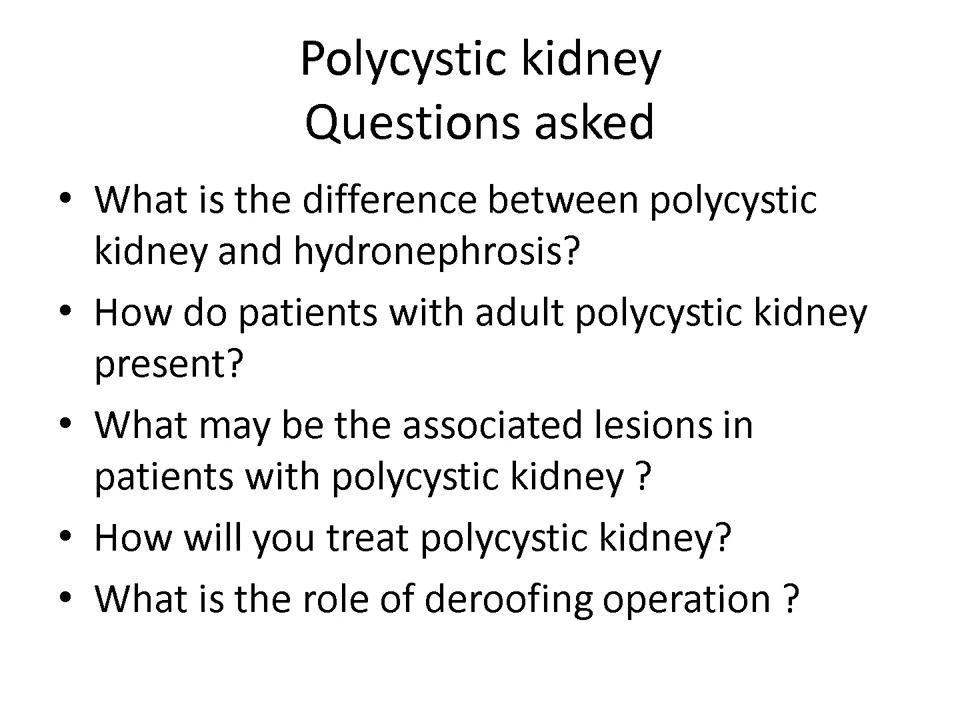 Polycystic kidney
Questions asked
• What is the difference between polycystic
kidney and hydronephrosis?
• How do patients with adult polycystic kidney
present?
• What may be the associated lesions in
patients with polycystic kidney ?
• How will you treat polycystic kidney?
• What is the role of deroofing operation ?